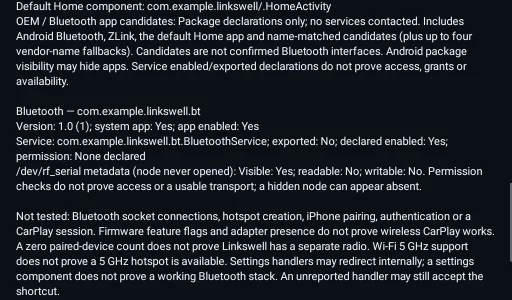 Default Home component: com.example.linkswell/.HomeActivity
OEM / Bluetooth app candidates: Package declarations only; no services contacted. Includes
Android Bluetooth, ZLink, the default Home app and name-matched candidates (plus up to four
vendor-name fallbacks). Candidates are not confirmed Bluetooth interfaces. Android package
visibility may hide apps. Service enabled/exported declarations do not prove access, grants or
availability.

Bluetooth — com.example.linkswell.bt
Version: 1.0 (1); system app: Yes; app enabled: Yes
Service: com.example.linkswell.bt.BluetoothService; exported: No; declared enabled: Yes;
permission: None declared
/dev/rf_serial metadata (node never opened): Visible: Yes; readable: No; writable: No. Permission
checks do not prove access or a usable transport; a hidden node can appear absent.

Not tested: Bluetooth socket connections, hotspot creation, iPhone pairing, authentication or a
CarPlay session. Firmware feature flags and adapter presence do not prove wireless CarPlay works.
A zero paired-device count does not prove Linkswell has a separate radio. Wi-Fi 5 GHz support
does not prove a 5 GHz hotspot is available. Settings handlers may redirect internally; a settings
component does not prove a working Bluetooth stack. An unreported handler may still accept the
shortcut.